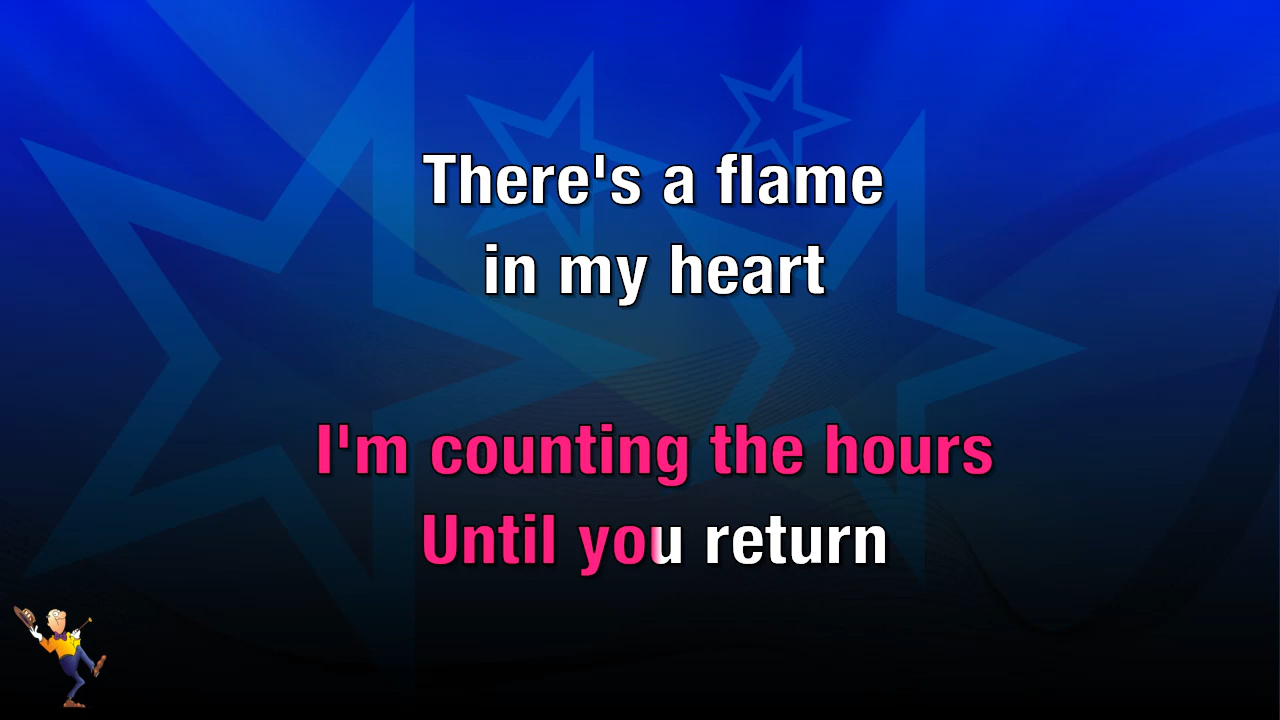 There's a flame
in my heart
I'm counting the hours
Until you return